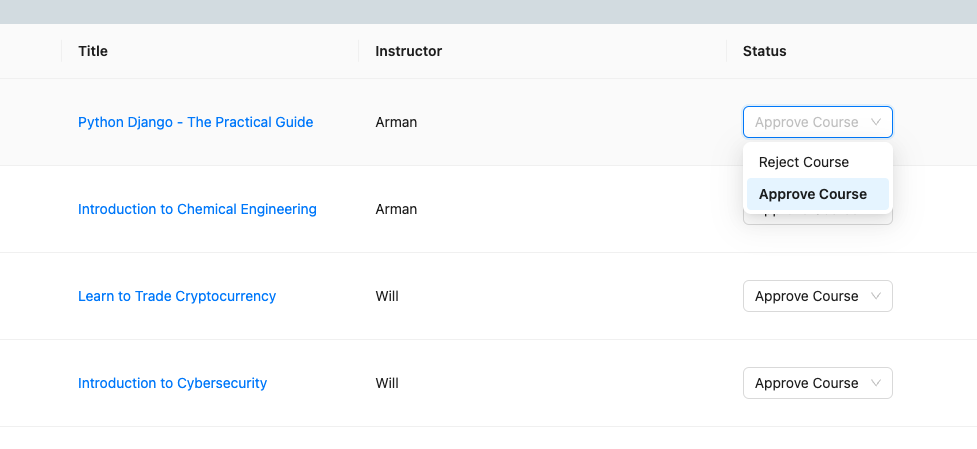 Title Instructor Status
Python Django - The Practical Guide Arman Approve Course
Reject Course
Approve Course
Introduction to Chemical Engineering Arman
Learn to Trade Cryptocurrency Will Approve Course
Introduction to Cybersecurity Will Approve Course